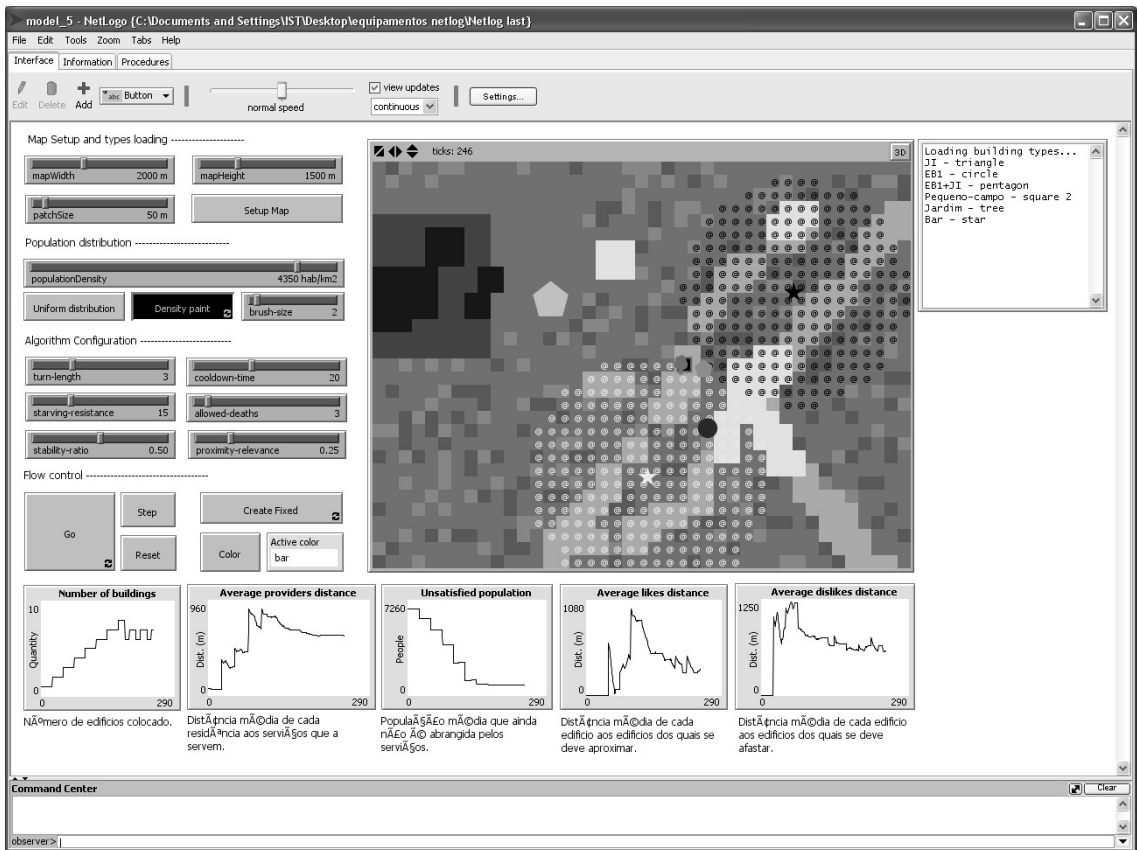 model_5 - NetLogo {C:\Documents and Settings\IST\Desktop\equipamentos netlog\Netlog last}
File Edit Tools Zoom Tabs Help
Interface Information Procedures
Edit Delete Add abc Button normal speed view updates continuous Settings...
Map Setup and types loading ---------------------
mapWidth 2000 m
mapHeight 1500 m
patchSize 50 m
Setup Map
Population distribution ---------------------------
populationDensity 4350 hab/km2
Uniform distribution
Density paint
brush-size 2
Algorithm Configuration --------------------------
turn-length 3
cooldown-time 20
starving-resistance 15
allowed-deaths 3
stability-ratio 0.50
proximity-relevance 0.25
Flow control -----------------------------------
Go
Step
Reset
Create Fixed
Color
Active color
bar
ticks: 246
3D
Loading building types...
JI - triangle
EB1 - circle
EB1+JI - pentagon
Pequeno-campo - square 2
Jardim - tree
Bar - star
Number of buildings
10
Quantity
0
0 290
NÃºmero de edificios colocado.
Average providers distance
960
Dist. (m)
0
0 290
DistÃ¢ncia mÃ©dia de cada
residÃªncia aos serviÃ§os que a
servem.
Unsatisfied population
7260
People
0
0 290
PopulaÃ§Ã£o mÃ©dia que ainda
nÃ£o Ã© abrangida pelos
serviÃ§os.
Average likes distance
1080
Dist. (m)
0
0 290
DistÃ¢ncia mÃ©dia de cada
edificio aos edificios dos quais se
deve aproximar.
Average dislikes distance
1250
Dist. (m)
0
0 290
DistÃ¢ncia mÃ©dia de cada edificio
aos edificios dos quais se deve
afastar.
Command Center
Clear
observer>